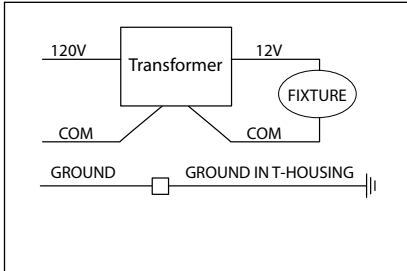 120V
Transformer
12V
FIXTURE
COM
COM
GROUND
GROUND IN T-HOUSING